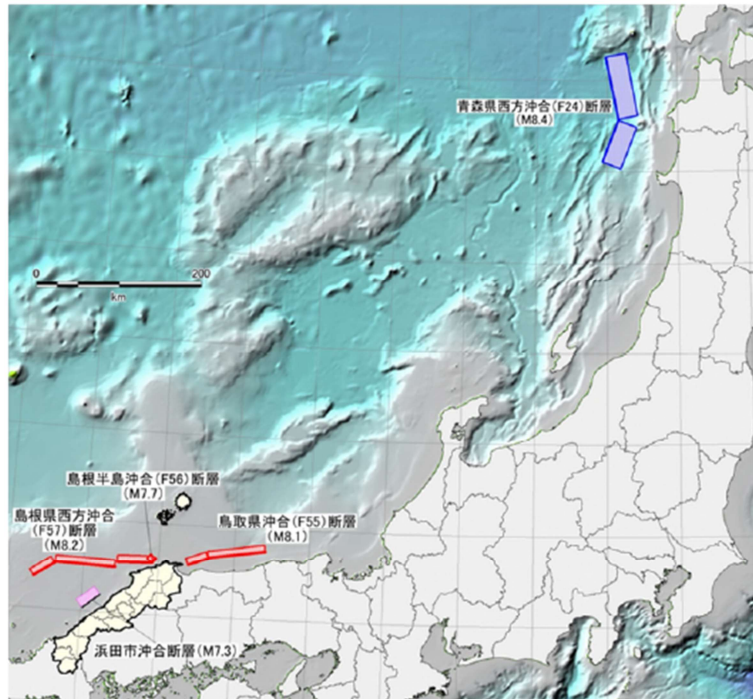 青森県西方沖合(F24)断層
(M8.4)
0 200
km
島根半島沖合(F56)断層
(M7.7)
島根県西方沖合
(F57)断層
(M8.2)
鳥取県沖合(F55)断層
(M8.1)
浜田市沖合断層(M7.3)